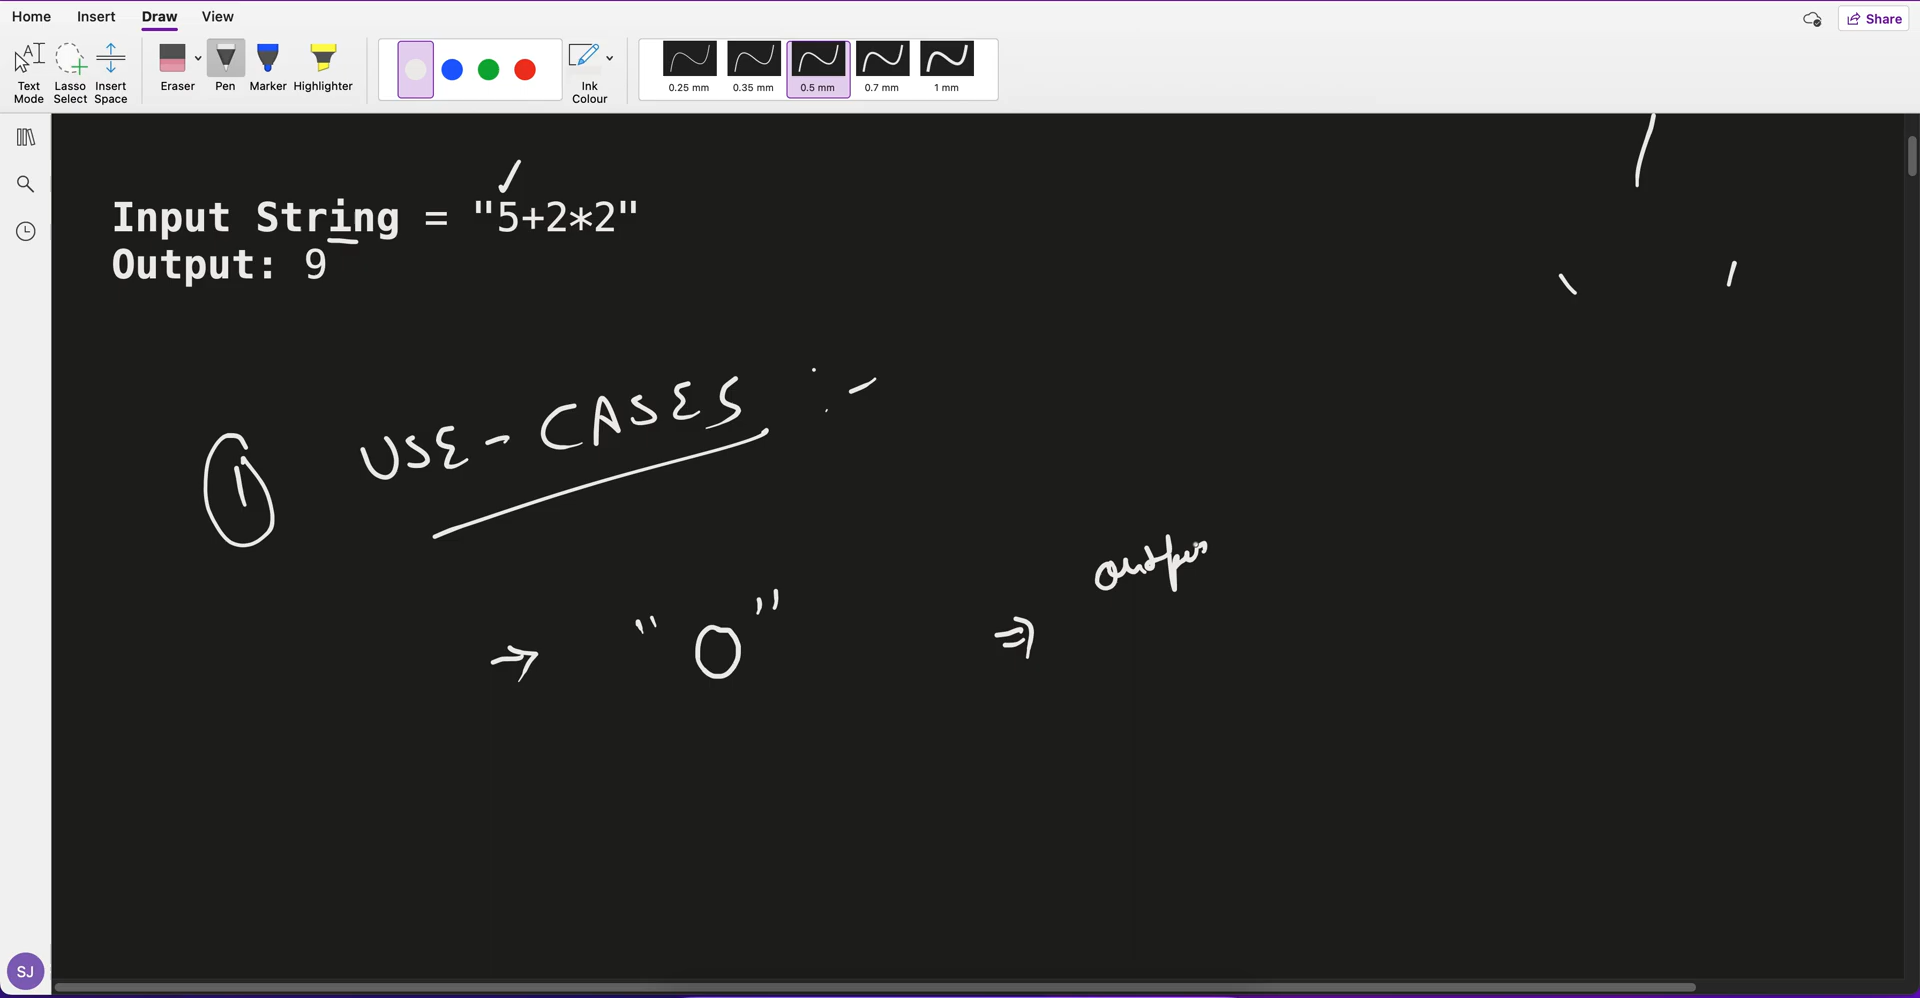 Home Insert Draw View
Share
Text Mode
Lasso Select
Insert Space
Eraser
Pen
Marker
Highlighter
Ink Colour
0.25 mm
0.35 mm
0.5 mm
0.7 mm
1 mm
Input String = "5+2*2"
Output: 9
① USE-CASES :-
→ "0" ⇒ outpu
SJ